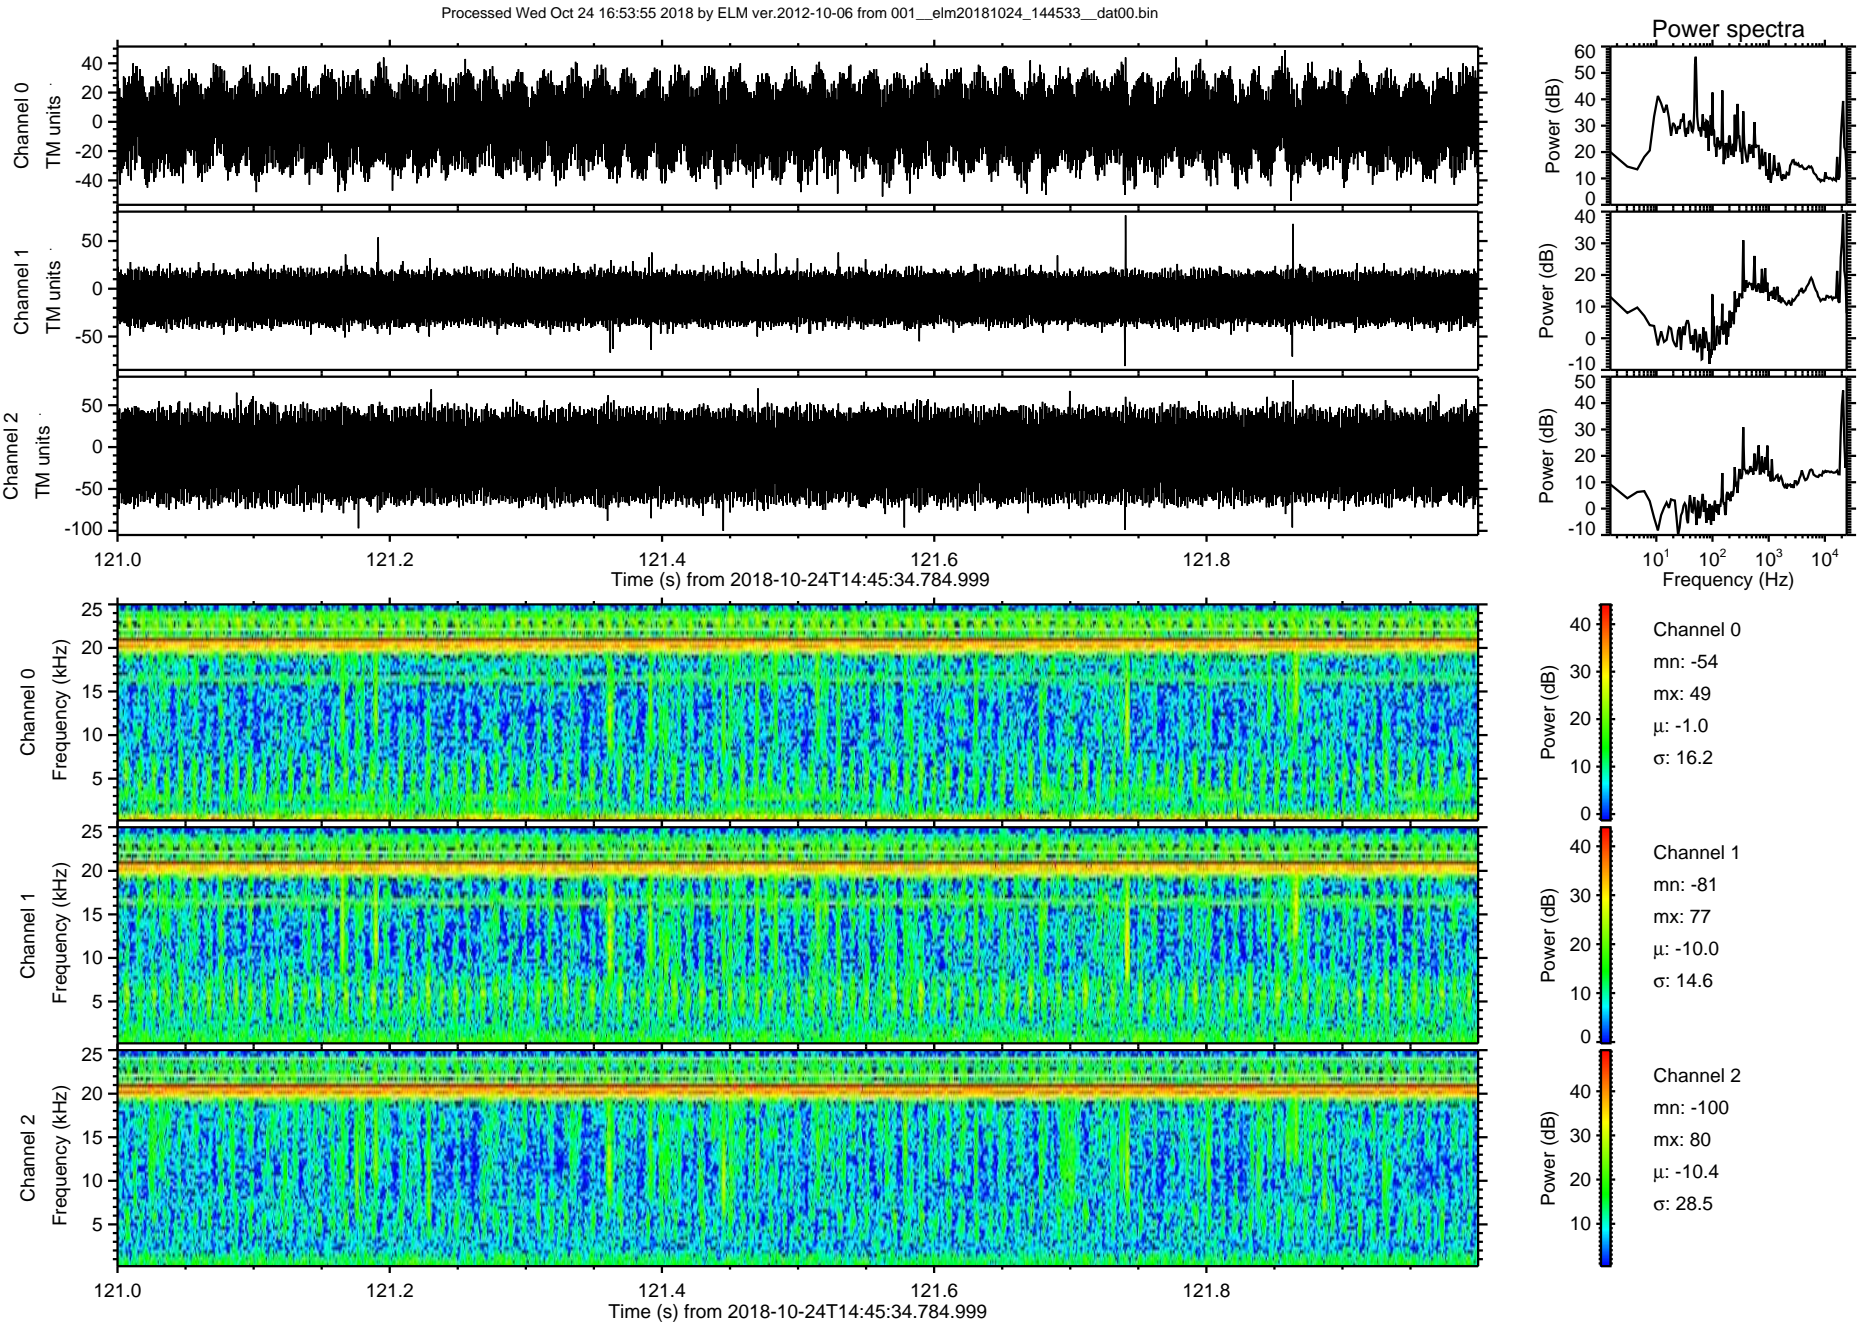 Processed Wed Oct 24 16:53:55 2018 by ELM ver.2012-10-06 from 001__elm20181024_144533__dat00.bin
Power spectra
Channel 0
TM units
40
20
0
-20
-40
Power (dB)
60
50
40
30
20
10
0
Channel 1
TM units
50
0
-50
Power (dB)
40
30
20
10
0
-10
Channel 2
TM units
50
0
-50
-100
Power (dB)
50
40
30
20
10
0
-10
121.0 121.2 121.4 121.6 121.8
Time (s) from 2018-10-24T14:45:34.784.999
10^1 10^2 10^3 10^4
Frequency (Hz)
Channel 0
Frequency (kHz)
25
20
15
10
5
Power (dB)
40
30
20
10
0
Channel 0
mn: -54
mx: 49
μ: -1.0
σ: 16.2
Channel 1
Frequency (kHz)
25
20
15
10
5
Power (dB)
40
30
20
10
0
Channel 1
mn: -81
mx: 77
μ: -10.0
σ: 14.6
Channel 2
Frequency (kHz)
25
20
15
10
5
Power (dB)
40
30
20
10
Channel 2
mn: -100
mx: 80
μ: -10.4
σ: 28.5
121.0 121.2 121.4 121.6 121.8
Time (s) from 2018-10-24T14:45:34.784.999